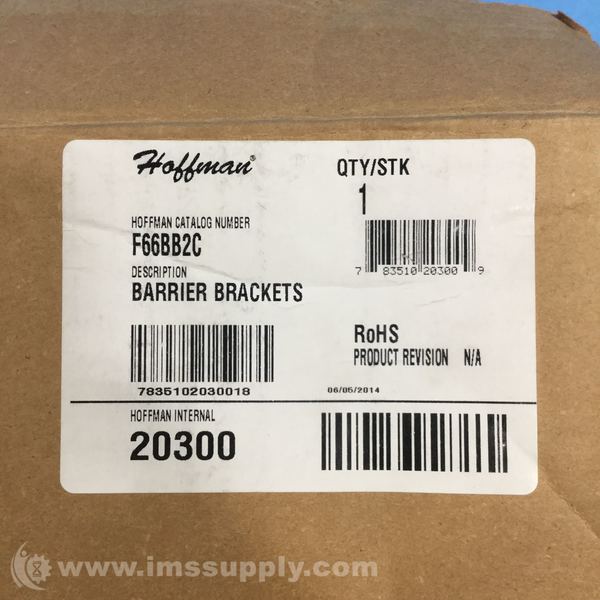 Hoffman®
QTY/STK
1
HOFFMAN CATALOG NUMBER
F66BB2C
7 83510 20300 9
DESCRIPTION
BARRIER BRACKETS
RoHS
PRODUCT REVISION N/A
7835102030018
06/05/2014
HOFFMAN INTERNAL
20300
www.imssupply.com